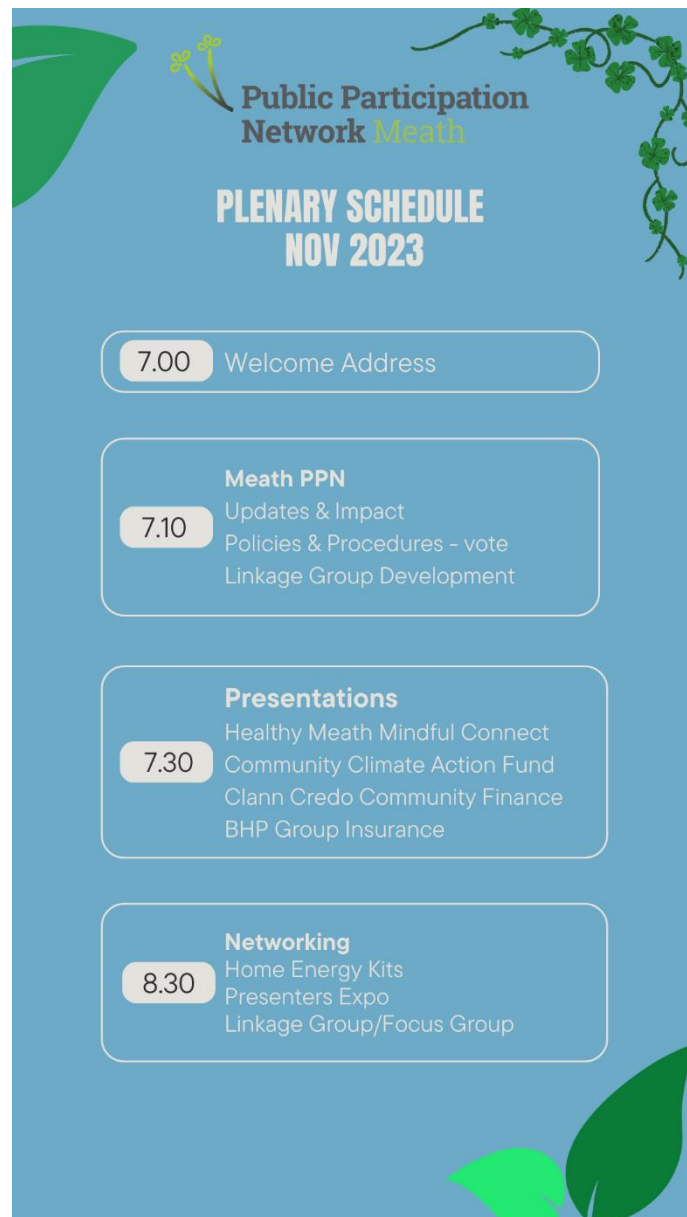 Public Participation
Network Meath
PLENARY SCHEDULE
NOV 2023
7.00 Welcome Address
Meath PPN
7.10
Updates & Impact
Policies & Procedures - vote
Linkage Group Development
Presentations
7.30
Healthy Meath Mindful Connect
Community Climate Action Fund
Clann Credo Community Finance
BHP Group Insurance
Networking
8.30
Home Energy Kits
Presenters Expo
Linkage Group/Focus Group